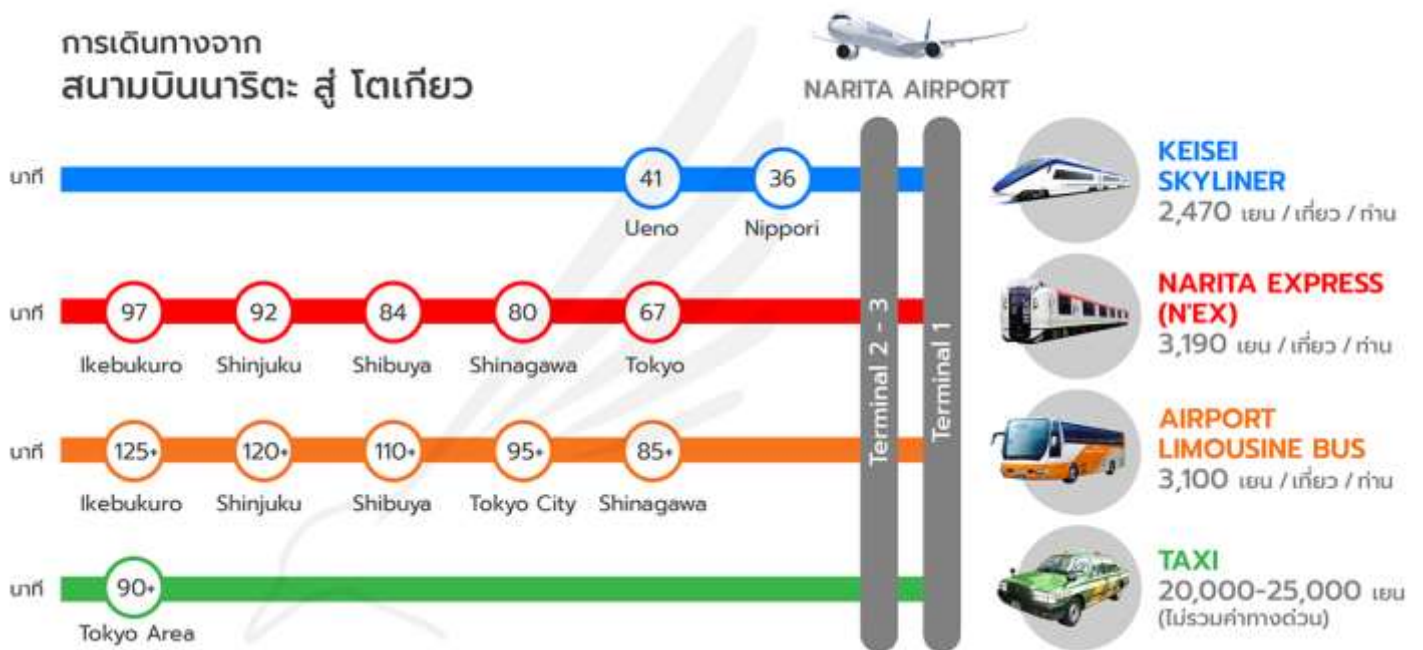 การเดินทางจาก
สนามบินนาริตะ สู่ โตเกียว
NARITA AIRPORT
Terminal 2 - 3
Terminal 1
นาที
41
36
Ueno
Nippori
KEISEI
SKYLINER
2,470 เยน / เที่ยว / ท่าน
นาที
97
92
84
80
67
Ikebukuro
Shinjuku
Shibuya
Shinagawa
Tokyo
NARITA EXPRESS
(N'EX)
3,190 เยน / เที่ยว / ท่าน
นาที
125+
120+
110+
95+
85+
Ikebukuro
Shinjuku
Shibuya
Tokyo City
Shinagawa
AIRPORT
LIMOUSINE BUS
3,100 เยน / เที่ยว / ท่าน
นาที
90+
Tokyo Area
TAXI
20,000-25,000 เยน
(ไม่รวมค่าทางด่วน)